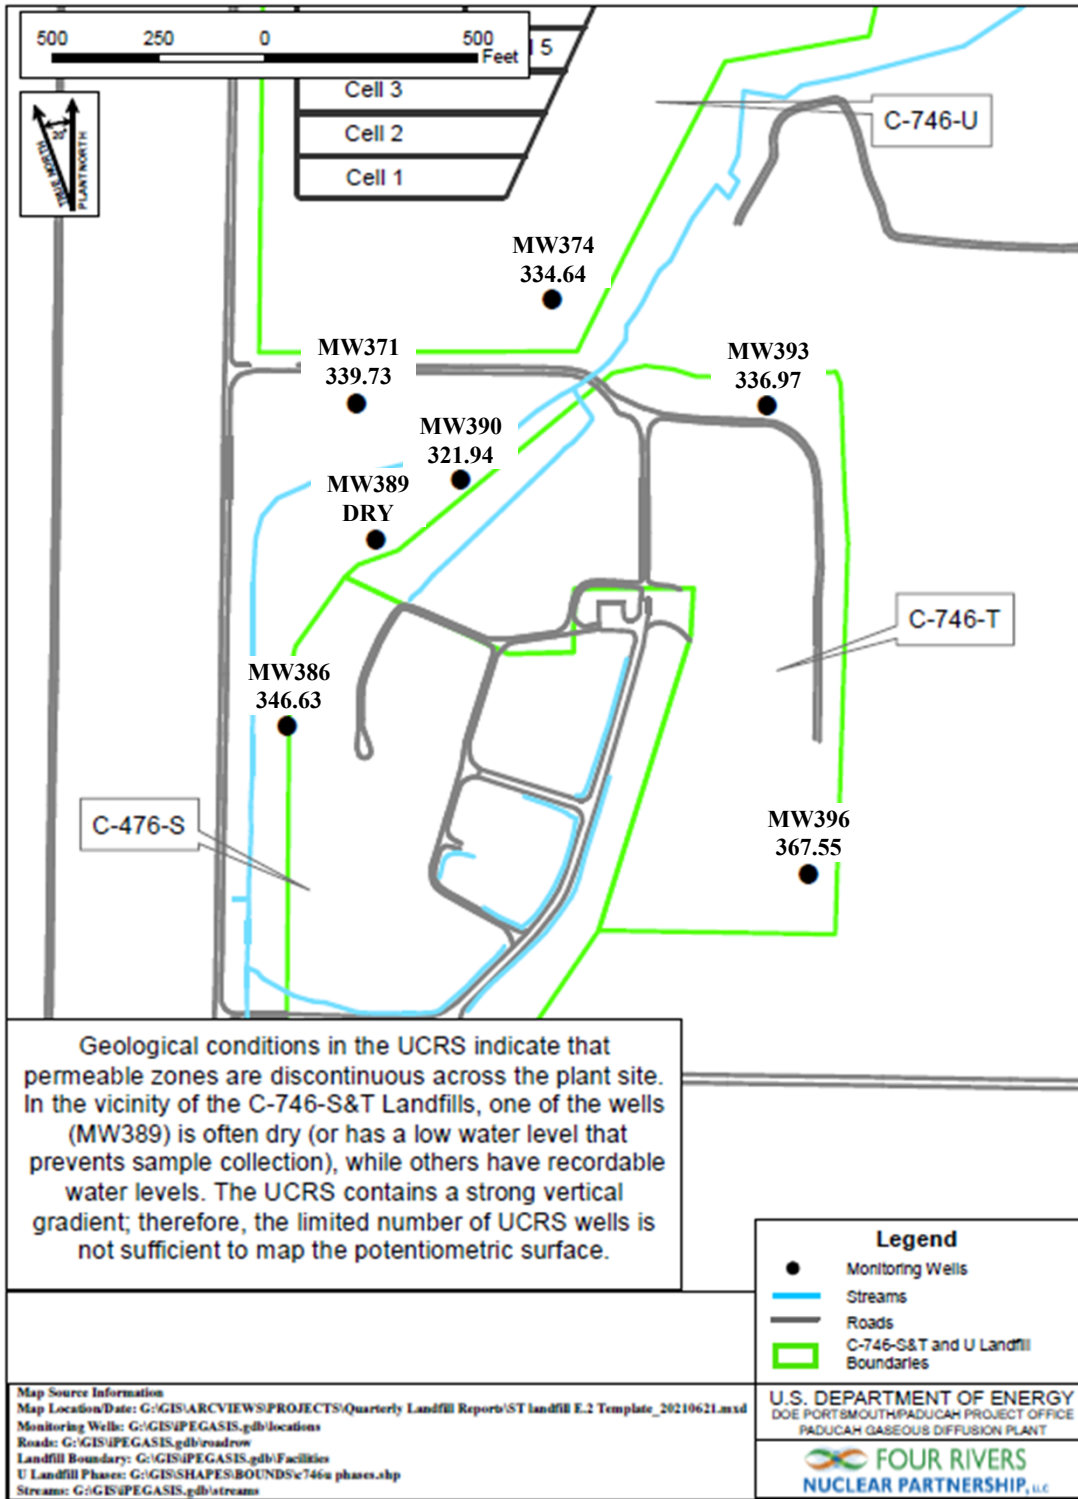 500 250 0 500
Feet
l 5
Cell 3
Cell 2
Cell 1
C-746-U
20°
TRUE NORTH
PLANT NORTH
MW374
334.64
MW371
339.73
MW393
336.97
MW390
321.94
MW389
DRY
C-746-T
MW386
346.63
C-476-S
MW396
367.55
Geological conditions in the UCRS indicate that
permeable zones are discontinuous across the plant site.
In the vicinity of the C-746-S&T Landfills, one of the wells
(MW389) is often dry (or has a low water level that
prevents sample collection), while others have recordable
water levels. The UCRS contains a strong vertical
gradient; therefore, the limited number of UCRS wells is
not sufficient to map the potentiometric surface.
Legend
Monitoring Wells
Streams
Roads
C-746-S&T and U Landfill
Boundaries
Map Source Information
Map Location/Date: G:\GIS\ARCVIEWS\PROJECTS\Quarterly Landfill Reports\ST landfill E.2 Template_20210621.mxd
Monitoring Wells: G:\GIS\iPEGASIS.gdb\locations
Roads: G:\GIS\iPEGASIS.gdb\roadrow
Landfill Boundary: G:\GIS\iPEGASIS.gdb\Facilities
U Landfill Phases: G:\GIS\SHAPES\BOUNDS\c746u phases.shp
Streams: G:\GIS\iPEGASIS.gdb\streams
U.S. DEPARTMENT OF ENERGY
DOE PORTSMOUTH/PADUCAH PROJECT OFFICE
PADUCAH GASEOUS DIFFUSION PLANT
FOUR RIVERS
NUCLEAR PARTNERSHIP, LLC